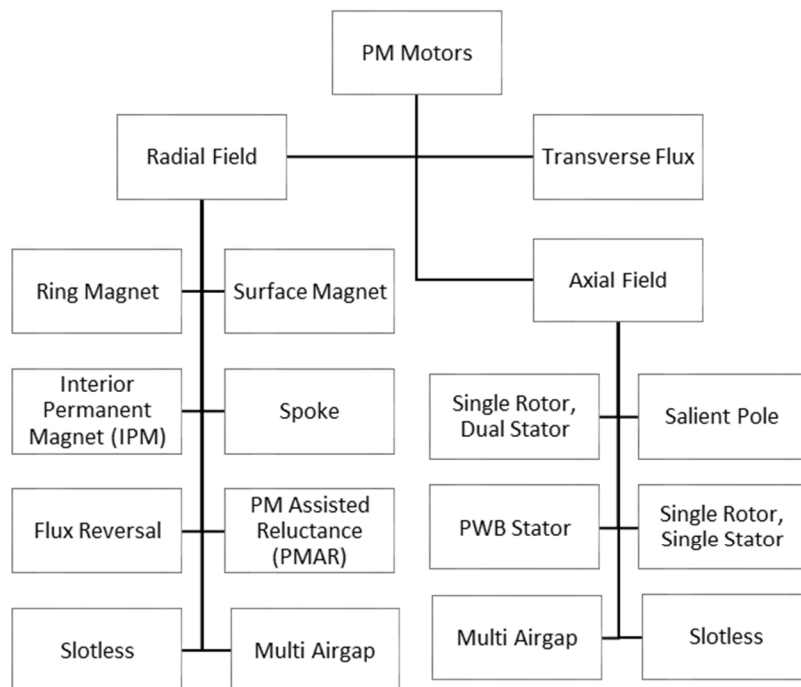 PM Motors
Radial Field
Transverse Flux
Ring Magnet
Surface Magnet
Axial Field
Interior
Permanent
Magnet (IPM)
Spoke
Single Rotor,
Dual Stator
Salient Pole
Flux Reversal
PM Assisted
Reluctance
(PMAR)
PWB Stator
Single Rotor,
Single Stator
Slotless
Multi Airgap
Multi Airgap
Slotless